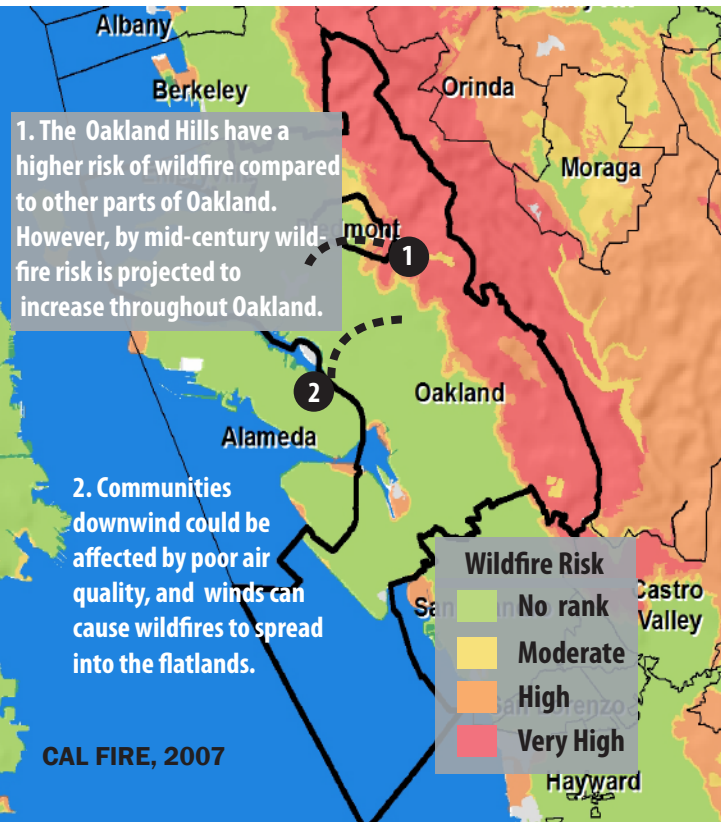 Albany
Berkeley
Orinda
1. The Oakland Hills have a
higher risk of wildfire compared
to other parts of Oakland.
However, by mid-century wild-
fire risk is projected to
increase throughout Oakland.
Moraga
mont
1
2
Oakland
Alameda
2. Communities
downwind could be
affected by poor air
quality, and winds can
cause wildfires to spread
into the flatlands.
Wildfire Risk
No rank
Moderate
High
Very High
Castro
Valley
San Lorenzo
Hayward
CAL FIRE, 2007